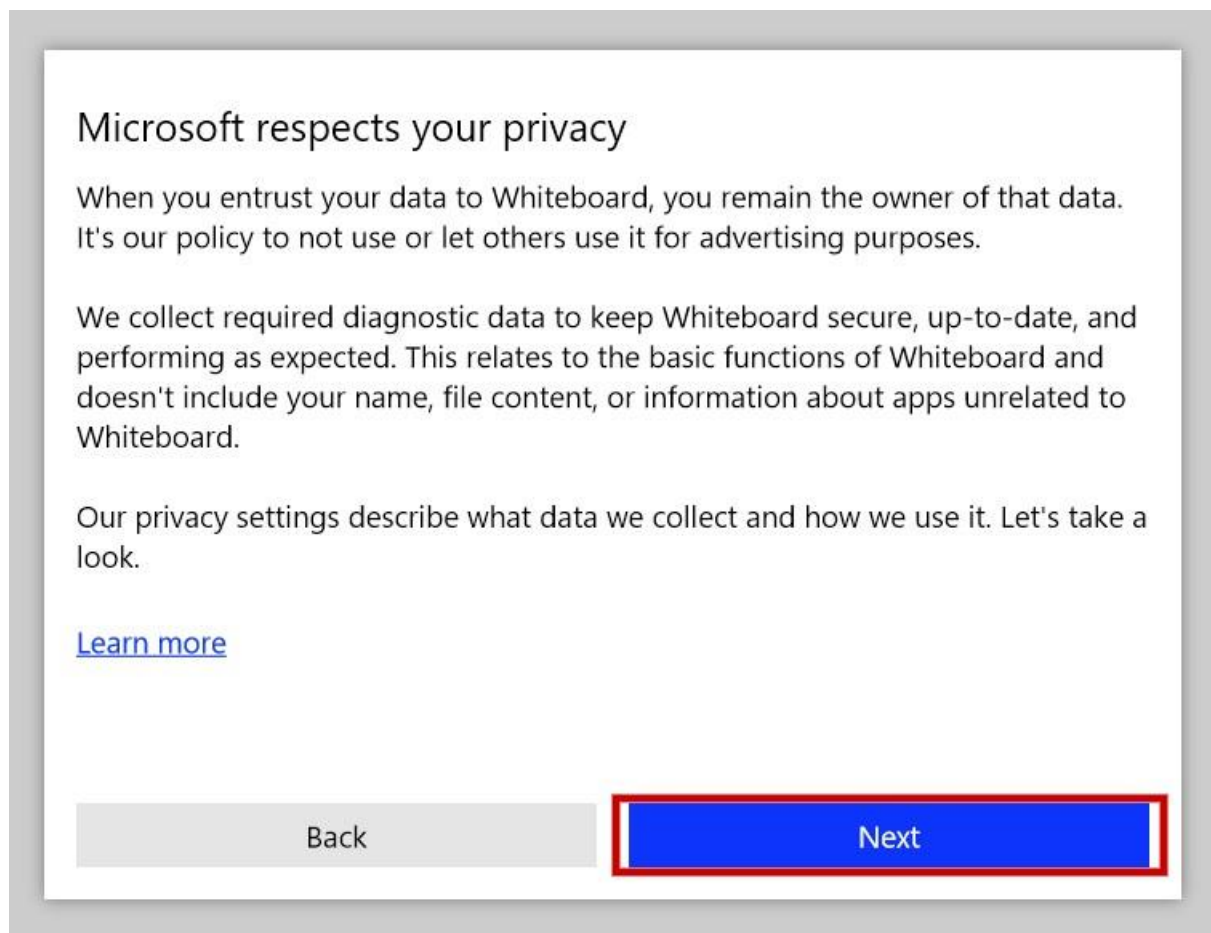 Microsoft respects your privacy
When you entrust your data to Whiteboard, you remain the owner of that data.
It's our policy to not use or let others use it for advertising purposes.
We collect required diagnostic data to keep Whiteboard secure, up-to-date, and
performing as expected. This relates to the basic functions of Whiteboard and
doesn't include your name, file content, or information about apps unrelated to
Whiteboard.
Our privacy settings describe what data we collect and how we use it. Let's take a
look.
Learn more
Back
Next